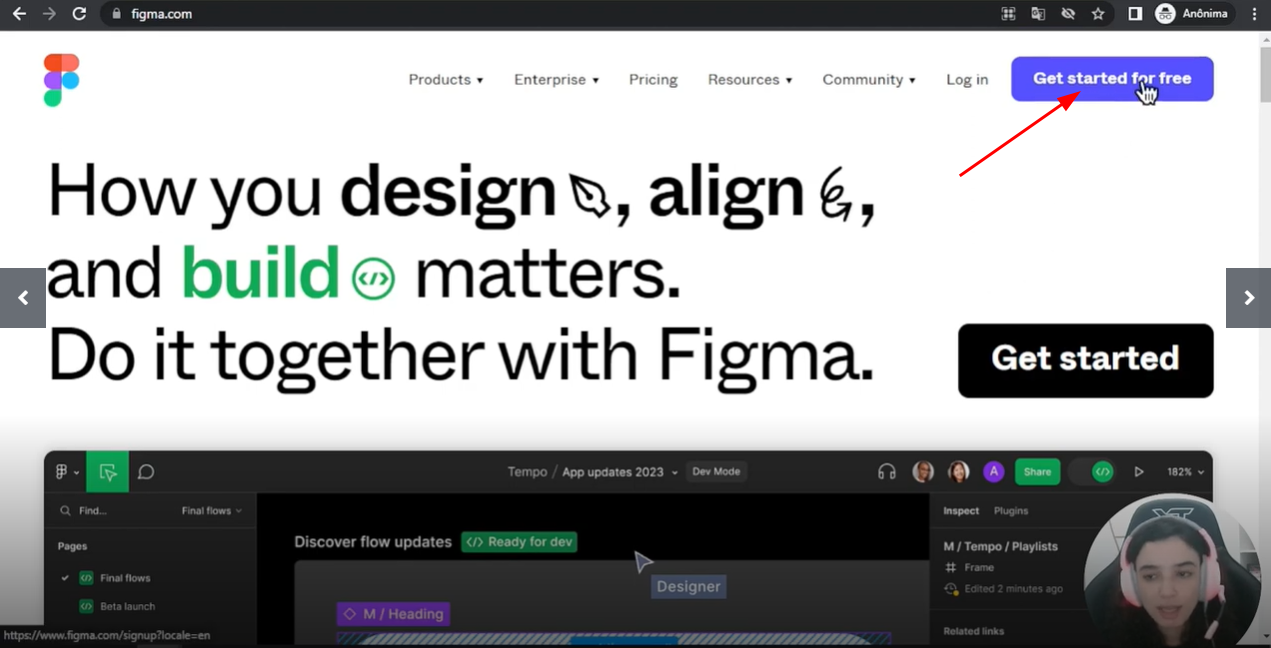 figma.com
Anônima
Products Enterprise Pricing Resources Community Log in Get started for free
How you design, align,
and build </> matters.
Do it together with Figma.
Get started
Tempo / App updates 2023 Dev Mode
A Share </> 182%
Find... Final flows
Pages
Final flows
Beta launch
Discover flow updates </> Ready for dev
Designer
M / Heading
Inspect Plugins
M / Tempo / Playlists
Frame
Edited 2 minutes ago
Related links
https://www.figma.com/signup?locale=en